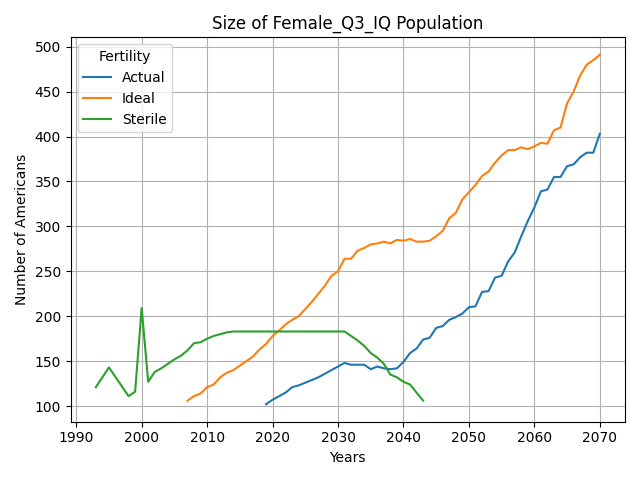 Size of Female_Q3_IQ Population
Number of Americans
500
450
400
350
300
250
200
150
100
Fertility
Actual
Ideal
Sterile
1990 2000 2010 2020 2030 2040 2050 2060 2070
Years